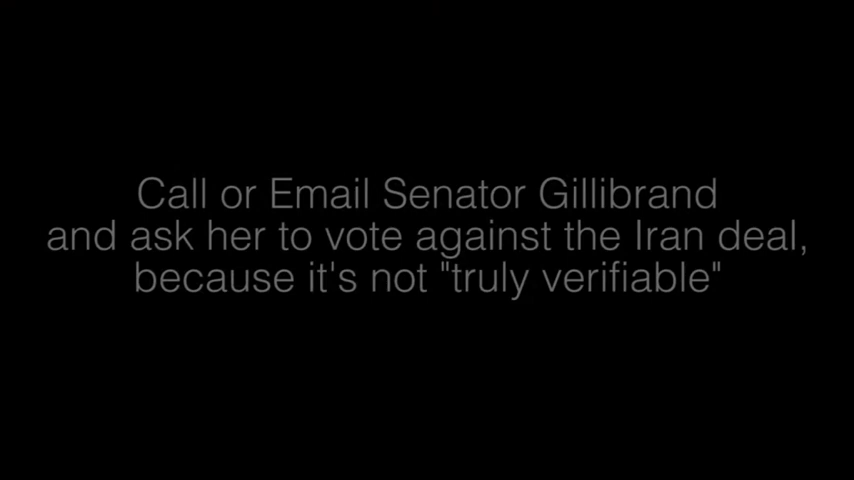 Call or Email Senator Gillibrand
and ask her to vote against the Iran deal,
because it's not "truly verifiable"